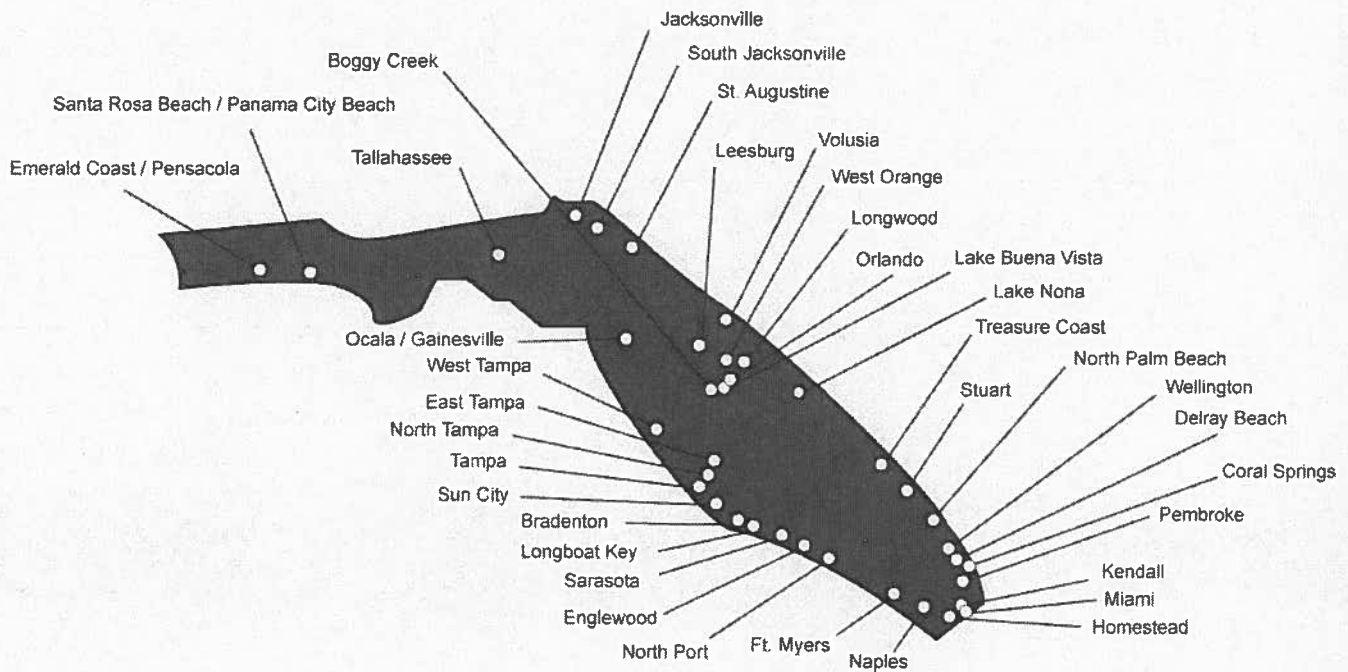 Jacksonville
South Jacksonville
Boggy Creek
St. Augustine
Santa Rosa Beach / Panama City Beach
Volusia
Leesburg
Tallahassee
Emerald Coast / Pensacola
West Orange
Longwood
Orlando
Lake Buena Vista
Lake Nona
Treasure Coast
Ocala / Gainesville
North Palm Beach
West Tampa
Wellington
Stuart
East Tampa
Delray Beach
North Tampa
Tampa
Coral Springs
Sun City
Pembroke
Bradenton
Longboat Key
Kendall
Sarasota
Miami
Englewood
Homestead
North Port
Ft. Myers
Naples